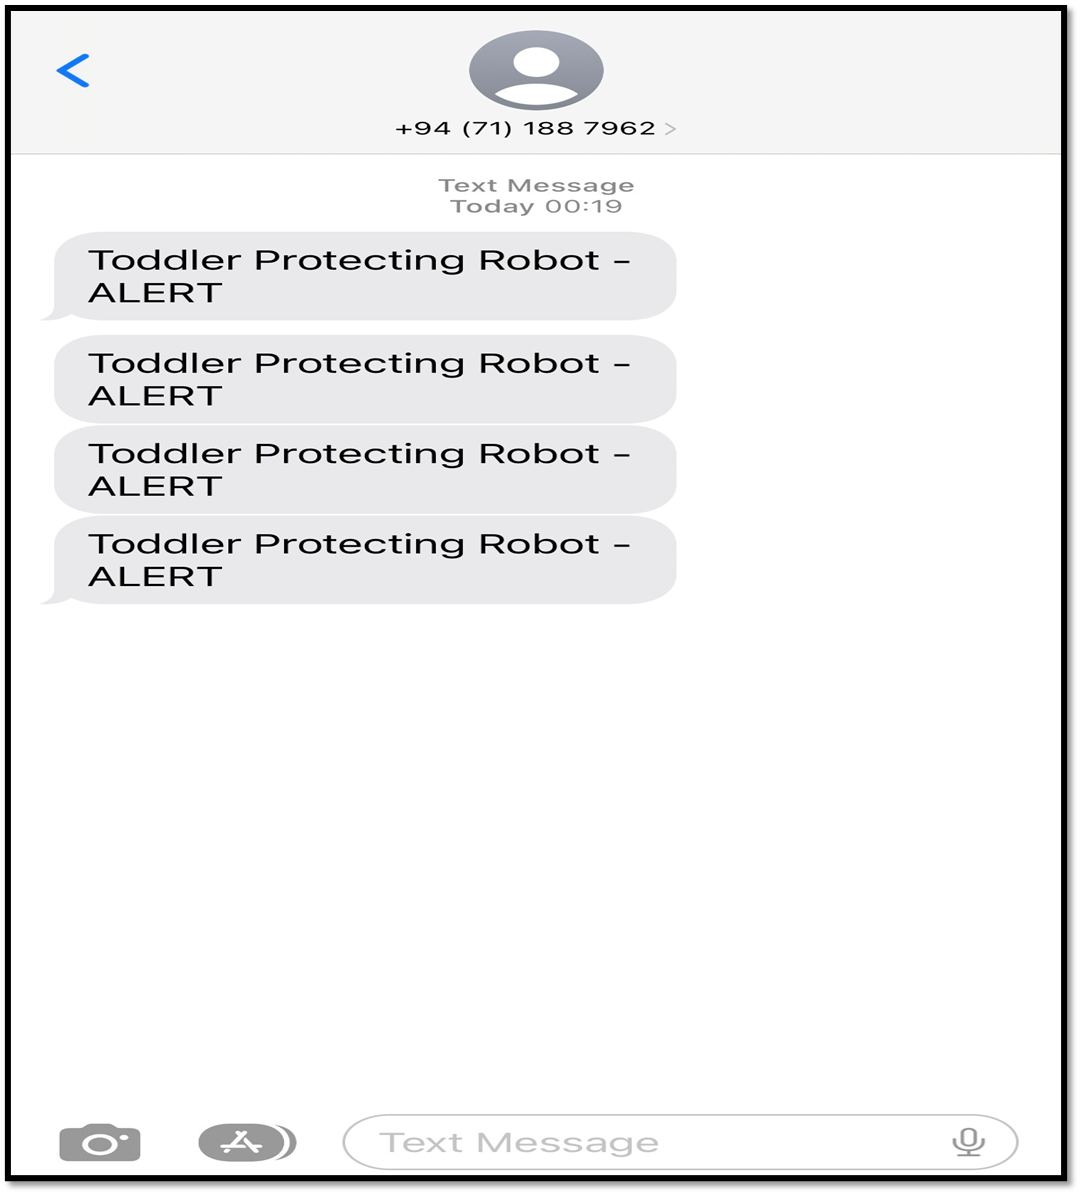 +94 (71) 188 7962 >
Text Message
Today 00:19
Toddler Protecting Robot -
ALERT
Toddler Protecting Robot -
ALERT
Toddler Protecting Robot -
ALERT
Toddler Protecting Robot -
ALERT
Text Message